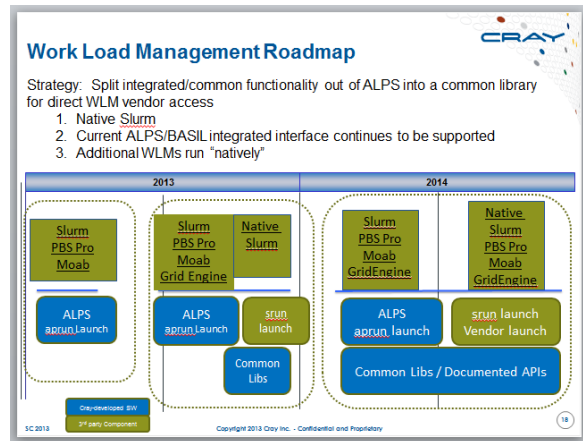 CRAY
Work Load Management Roadmap
Strategy: Split integrated/common functionality out of ALPS into a common library
for direct WLM vendor access
1. Native Slurm
2. Current ALPS/BASIL integrated interface continues to be supported
3. Additional WLMs run "natively"
2013
2014
Slurm
PBS Pro
Moab
ALPS
aprun Launch
Slurm
PBS Pro
Moab
Grid Engine
Native
Slurm
ALPS
aprun Launch
srun
launch
Common
Libs
Slurm
PBS Pro
Moab
GridEngine
Native
Slurm
PBS Pro
Moab
GridEngine
ALPS
aprun launch
srun launch
Vendor launch
Common Libs / Documented APIs
Cray-developed SW
3rd party Component
SC 2013
Copyright 2013 Cray Inc. - Confidential and Proprietary
18